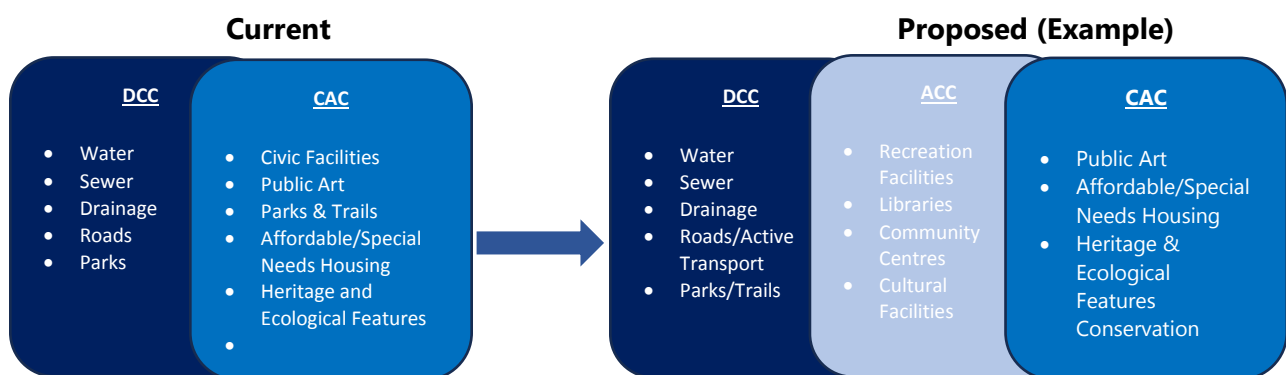 Current
DCC
• Water
• Sewer
• Drainage
• Roads
• Parks
CAC
• Civic Facilities
• Public Art
• Parks & Trails
• Affordable/Special
Needs Housing
• Heritage and
Ecological Features
•
Proposed (Example)
DCC
• Water
• Sewer
• Drainage
• Roads/Active
Transport
• Parks/Trails
ACC
• Recreation
Facilities
• Libraries
• Community
Centres
• Cultural
Facilities
CAC
• Public Art
• Affordable/Special
Needs Housing
• Heritage &
Ecological
Features
Conservation